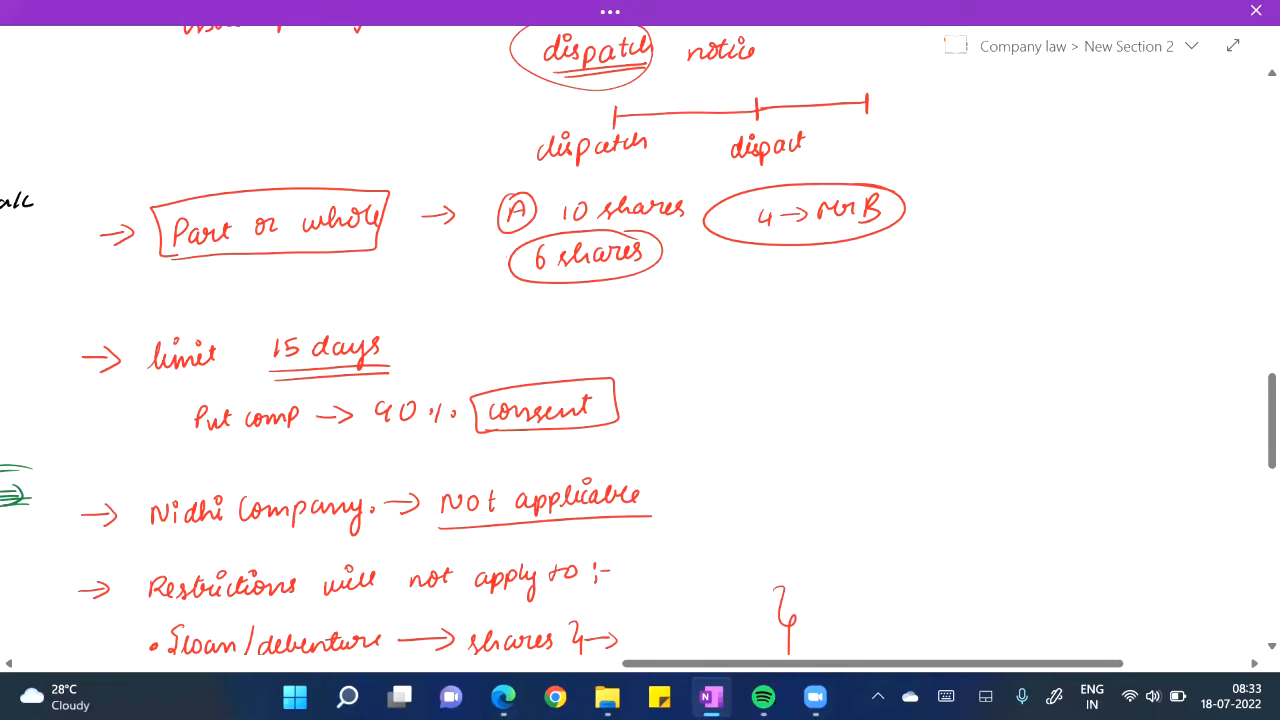 Company law > New Section 2
dispatch notice
dispatch dispact
→ Part or whole → A 10 shares 4 → Mr B
6 shares
→ limit 15 days
Pvt comp → 90 %. consent
→ Nidhi Company. → Not applicable
→ Restrictions will not apply to :-
• {loan/debenture → shares } →
28°C
Cloudy
ENG
IN
08:33
18-07-2022